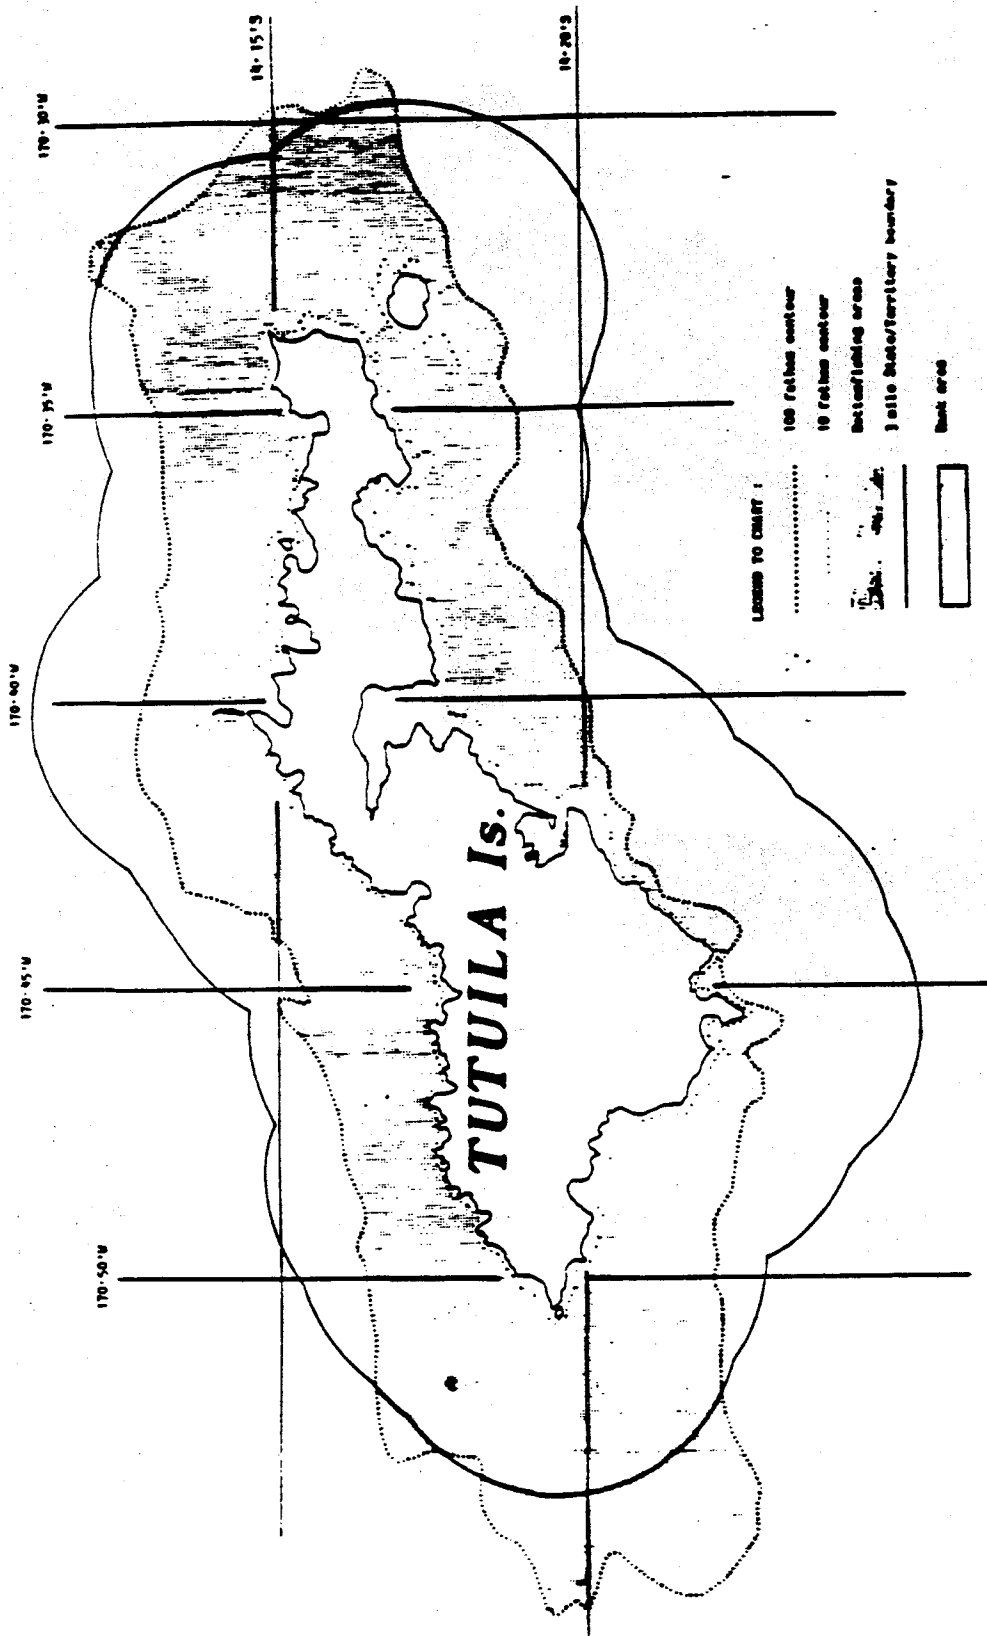 170·50'W
170·45'W
170·40'W
170·35'W
170·30'W
14·15'S
14·20'S
TUTUILA Is.
LEGEND TO CHART :
100 fathom contour
10 fathom contour
Bottomfishing areas
3 mile State/Territory boundary
Bank area